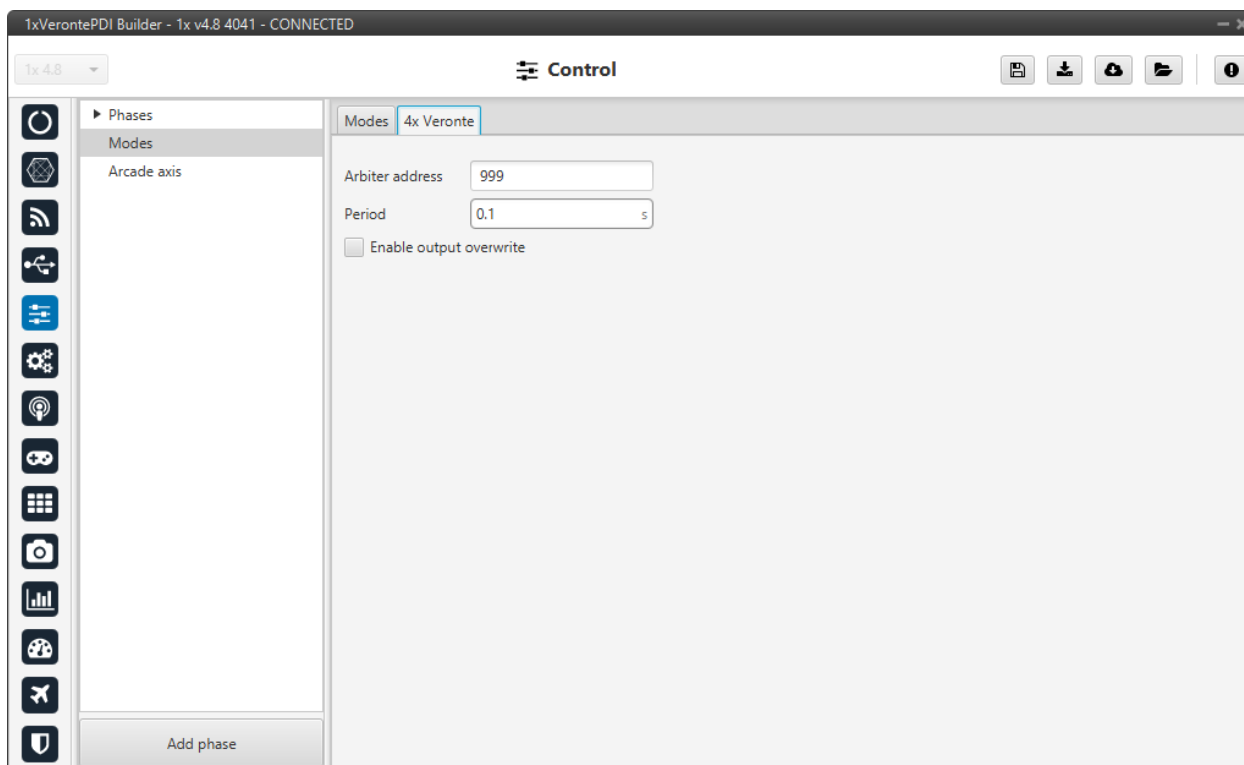 1xVerontePDI Builder - 1x v4.8 4041 - CONNECTED
1x 4.8
Control
Phases
Modes
Arcade axis
Modes
4x Veronte
Arbiter address
999
Period
0.1
s
Enable output overwrite
Add phase